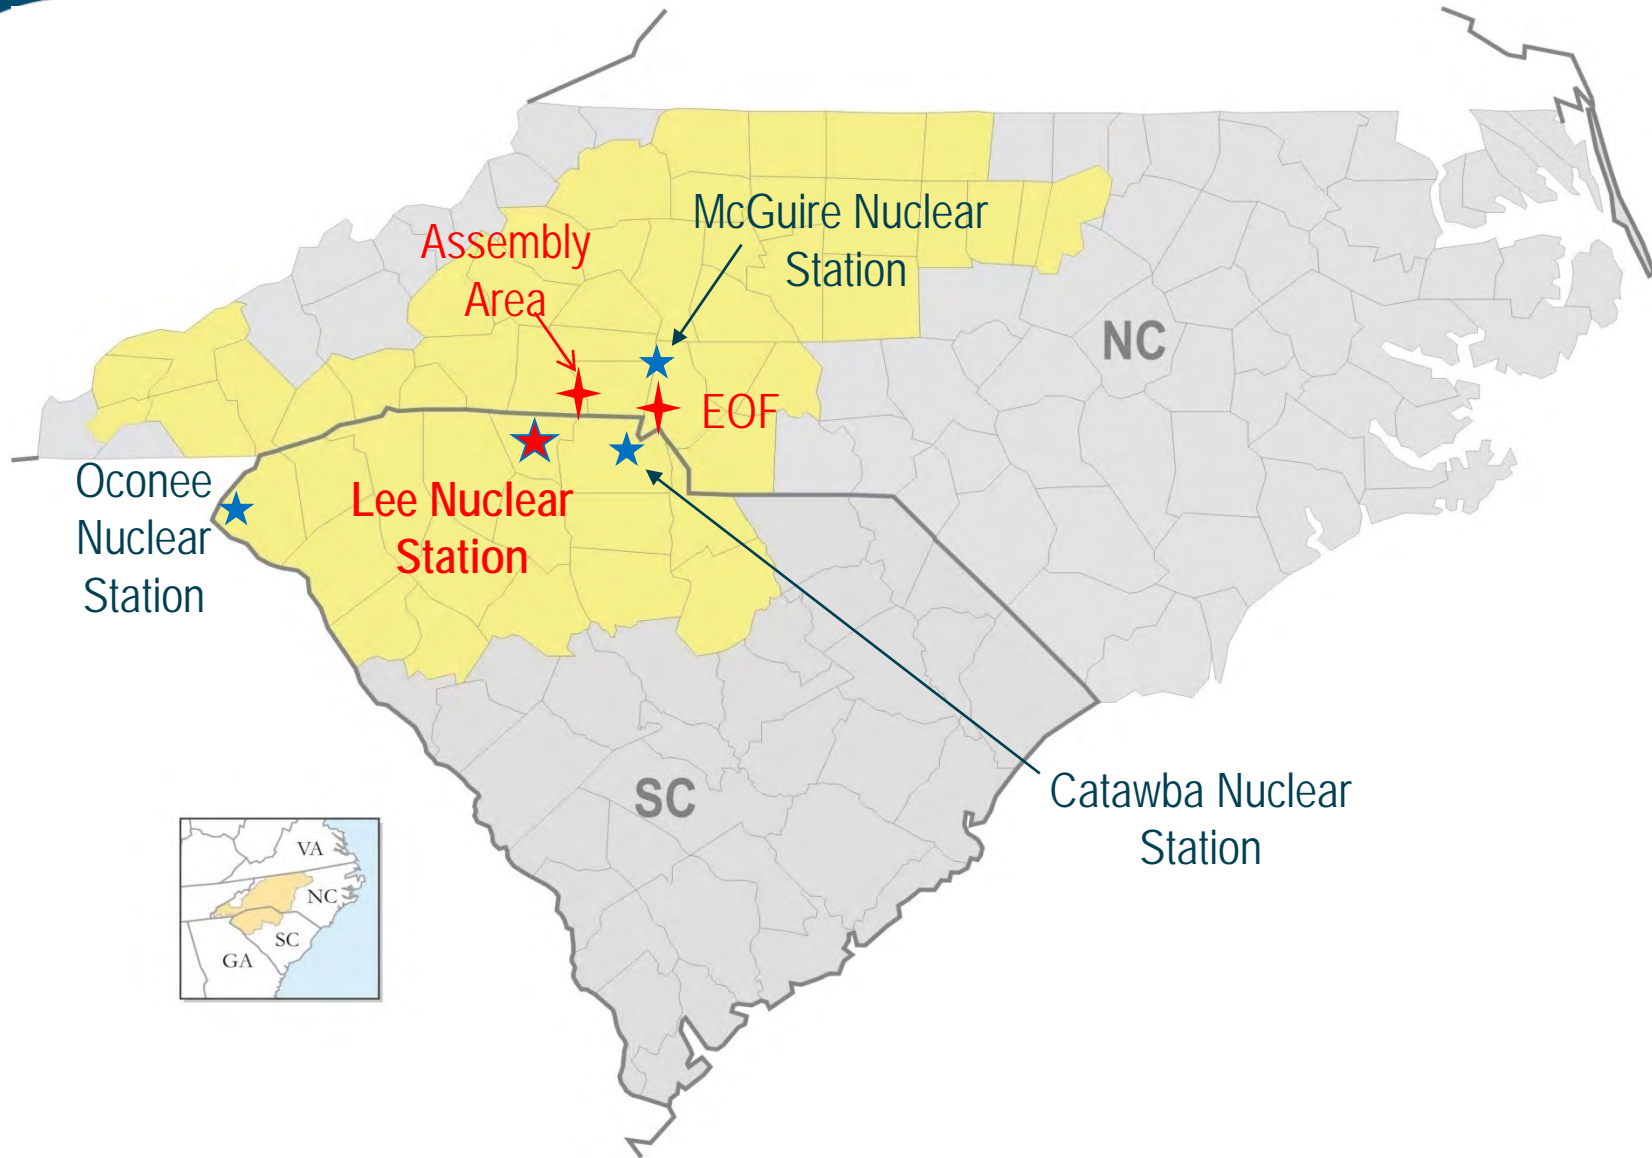 McGuire Nuclear
Station
Assembly
Area
NC
EOF
Oconee
Nuclear
Station
Lee Nuclear
Station
SC
Catawba Nuclear
Station
VA
NC
SC
GA